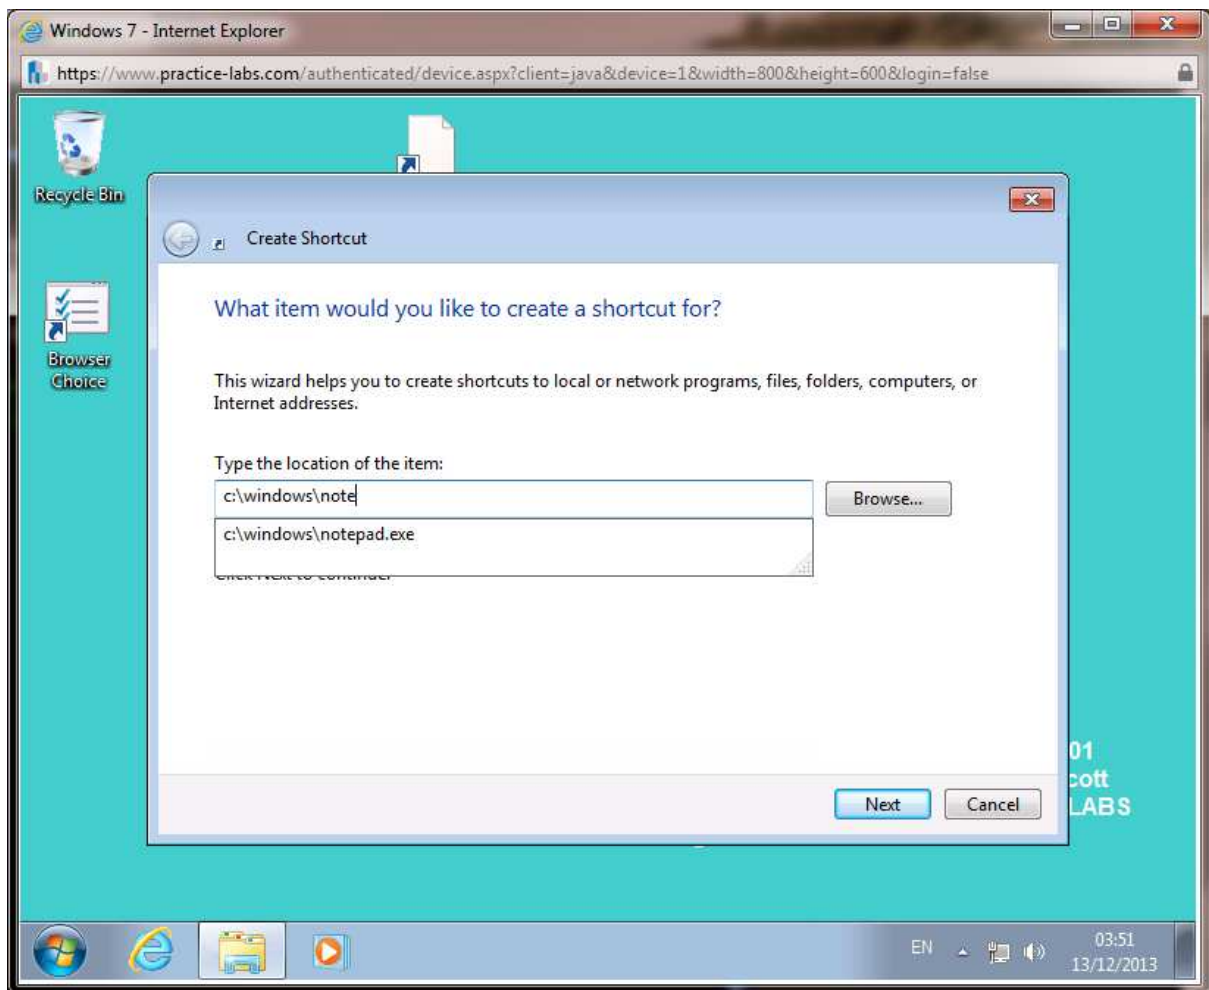 Windows 7 - Internet Explorer
https://www.practice-labs.com/authenticated/device.aspx?client=java&device=1&width=800&height=600&login=false
Recycle Bin
Browser
Choice
Create Shortcut
What item would you like to create a shortcut for?
This wizard helps you to create shortcuts to local or network programs, files, folders, computers, or
Internet addresses.
Type the location of the item:
c:\windows\note
Browse...
c:\windows\notepad.exe
Click Next to continue.
Next
Cancel
01
cott
LABS
EN
03:51
13/12/2013